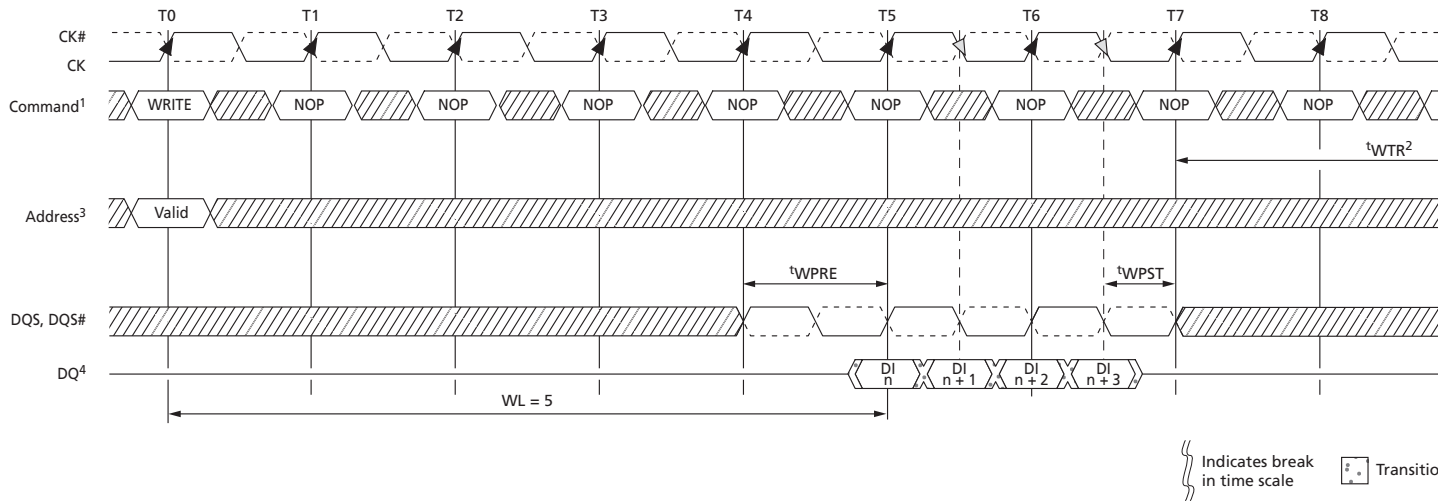 T0 T1 T2 T3 T4 T5 T6 T7 T8
CK#
CK
Command¹ WRITE NOP NOP NOP NOP NOP NOP NOP NOP
ᵗWTR²
Address³ Valid
ᵗWPRE ᵗWPST
DQS, DQS#
DQ⁴ DI n DI n + 1 DI n + 2 DI n + 3
WL = 5
Indicates break
in time scale
Transitio